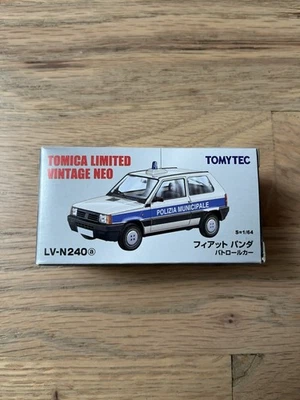 TOMICA LIMITED
VINTAGE NEO
TOMYTEC
POLIZIA MUNICIPALE
S=1/64
LV-N240a
フィアット パンダ
パトロールカー